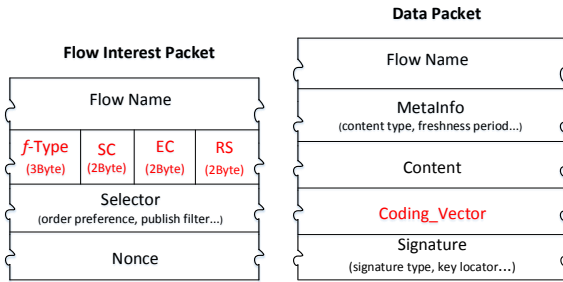 Flow Interest Packet
Flow Name
f-Type SC EC RS
(3Byte) (2Byte) (2Byte) (2Byte)
Selector
(order preference, publish filter...)
Nonce
Data Packet
Flow Name
MetaInfo
(content type, freshness period...)
Content
Coding_Vector
Signature
(signature type, key locator...)